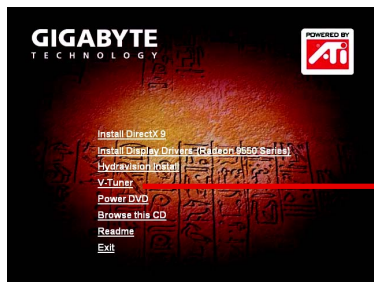 GIGABYTE
TECHNOLOGY
POWERED BY
ATI
Install DirectX 9
Install Display Drivers (Radeon 9550 Series)
Hydravision Install
V-Tuner
Power DVD
Browse this CD
Readme
Exit